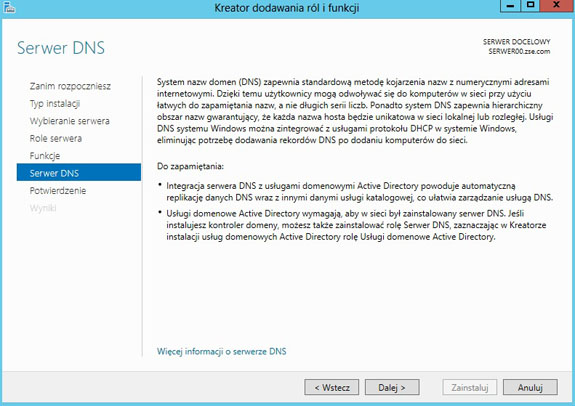 Kreator dodawania ról i funkcji
Serwer DNS
SERWER DOCELOWY
SERWER00.zse.com
Zanim rozpoczniesz
Typ instalacji
Wybieranie serwera
Role serwera
Funkcje
Serwer DNS
Potwierdzenie
Wyniki
System nazw domen (DNS) zapewnia standardową metodę kojarzenia nazw z numerycznymi adresami
internetowymi. Dzięki temu użytkownicy mogą odwoływać się do komputerów w sieci przy użyciu
łatwych do zapamiętania nazw, a nie długich serii liczb. Ponadto system DNS zapewnia hierarchiczny
obszar nazw gwarantujący, że każda nazwa hosta będzie unikatowa w sieci lokalnej lub rozległej. Usługi
DNS systemu Windows można zintegrować z usługami protokołu DHCP w systemie Windows,
eliminując potrzebę dodawania rekordów DNS po dodaniu komputerów do sieci.
Do zapamiętania:
• Integracja serwera DNS z usługami domenowymi Active Directory powoduje automatyczną
replikację danych DNS wraz z innymi danymi usługi katalogowej, co ułatwia zarządzanie usługą DNS.
• Usługi domenowe Active Directory wymagają, aby w sieci był zainstalowany serwer DNS. Jeśli
instalujesz kontroler domeny, możesz także zainstalować rolę Serwer DNS, zaznaczając w Kreatorze
instalacji usług domenowych Active Directory rolę Usługi domenowe Active Directory.
Więcej informacji o serwerze DNS
< Wstecz
Dalej >
Zainstaluj
Anuluj